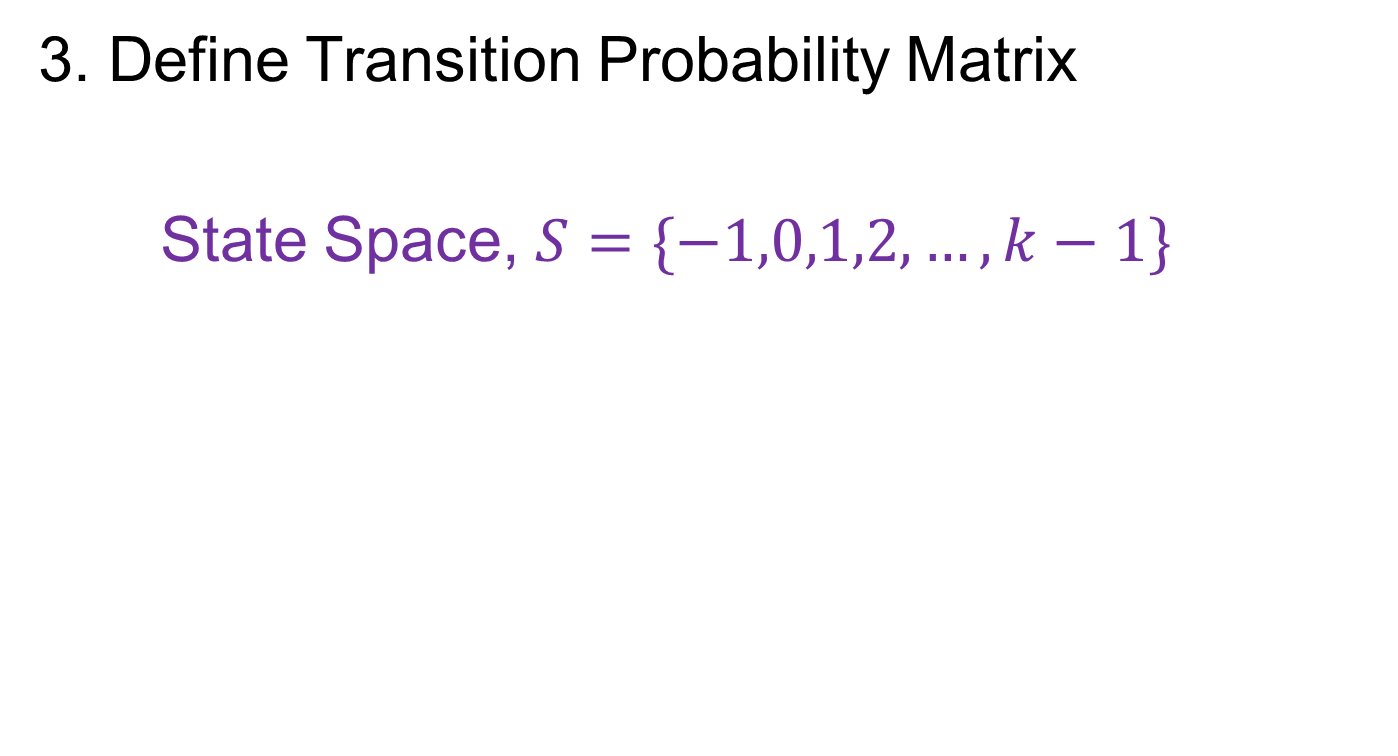 3. Define Transition Probability Matrix
State Space, S = {−1,0,1,2, … , k − 1}